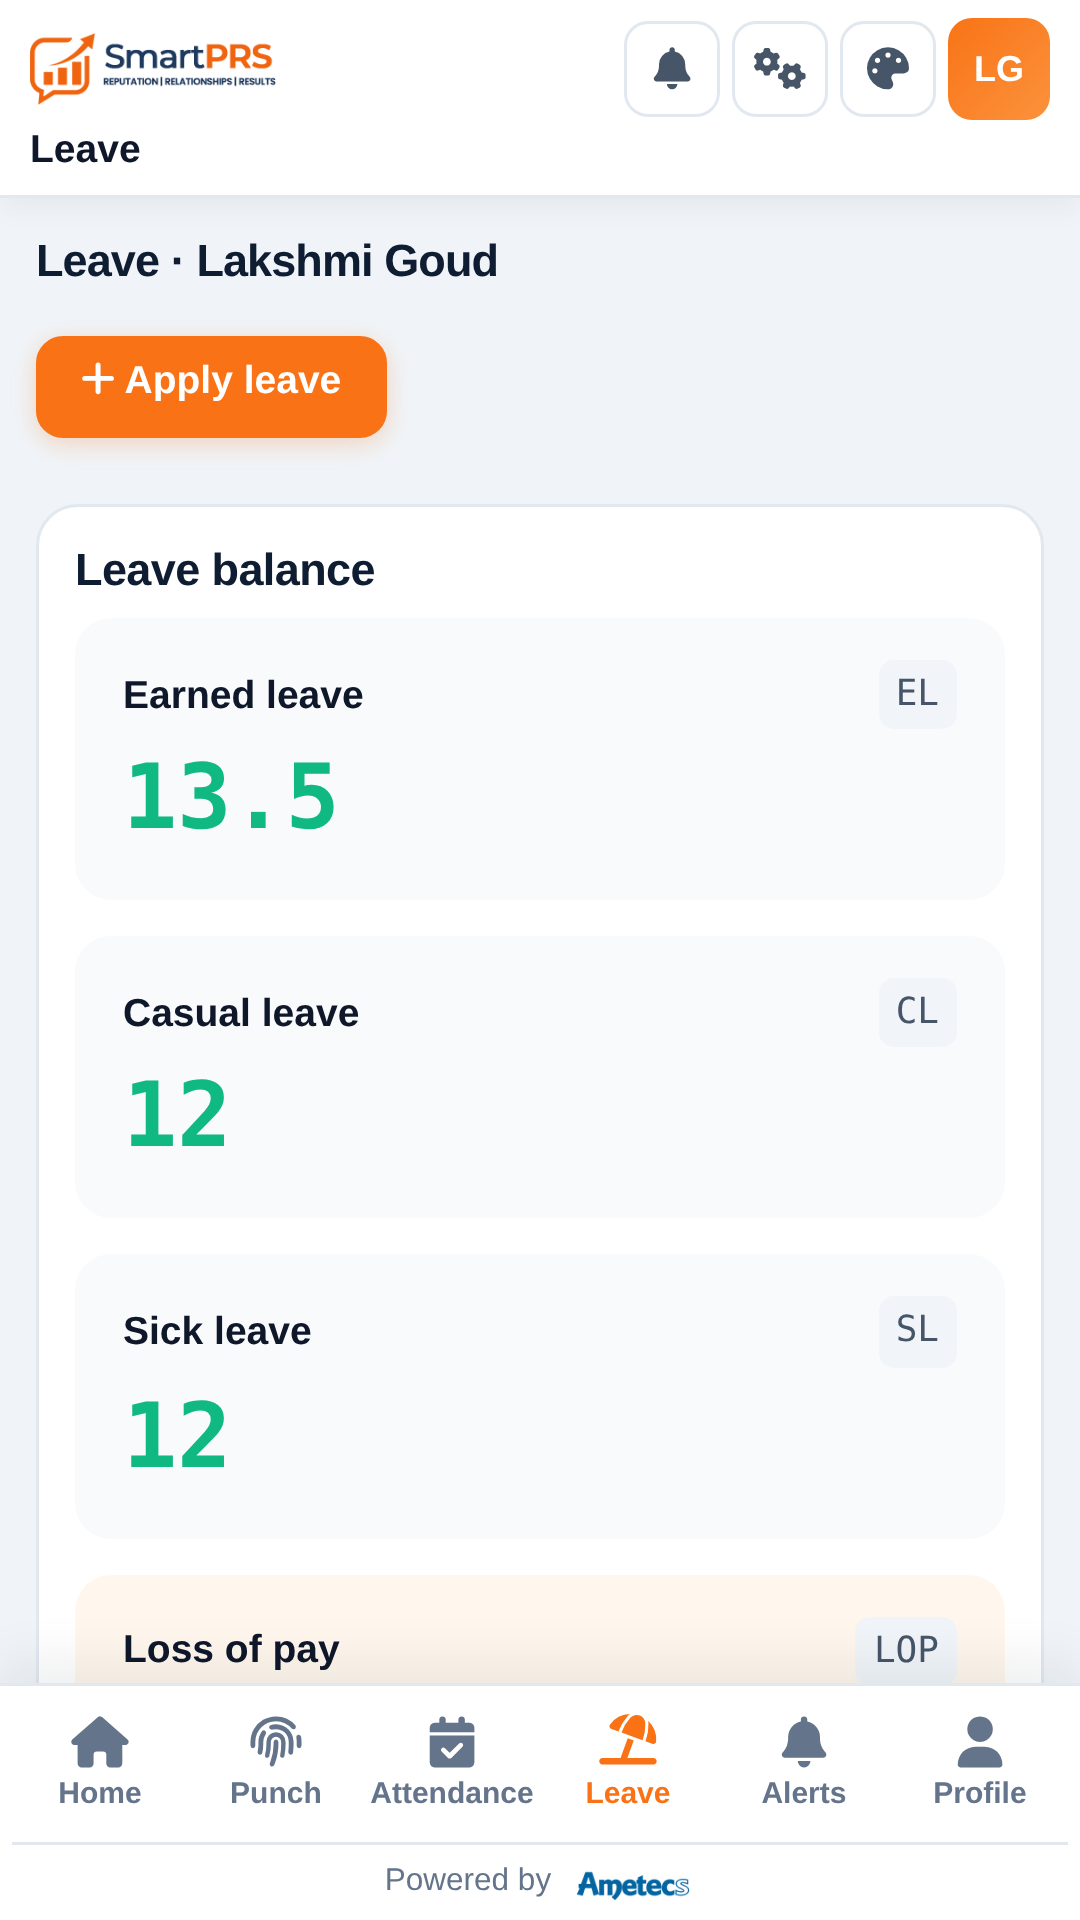 SmartPRS
REPUTATION | RELATIONSHIPS | RESULTS
LG
Leave
Leave · Lakshmi Goud
+ Apply leave
Leave balance
Earned leave
EL
13.5
Casual leave
CL
12
Sick leave
SL
12
Loss of pay
LOP
Home
Punch
Attendance
Leave
Alerts
Profile
Powered by Ametecs